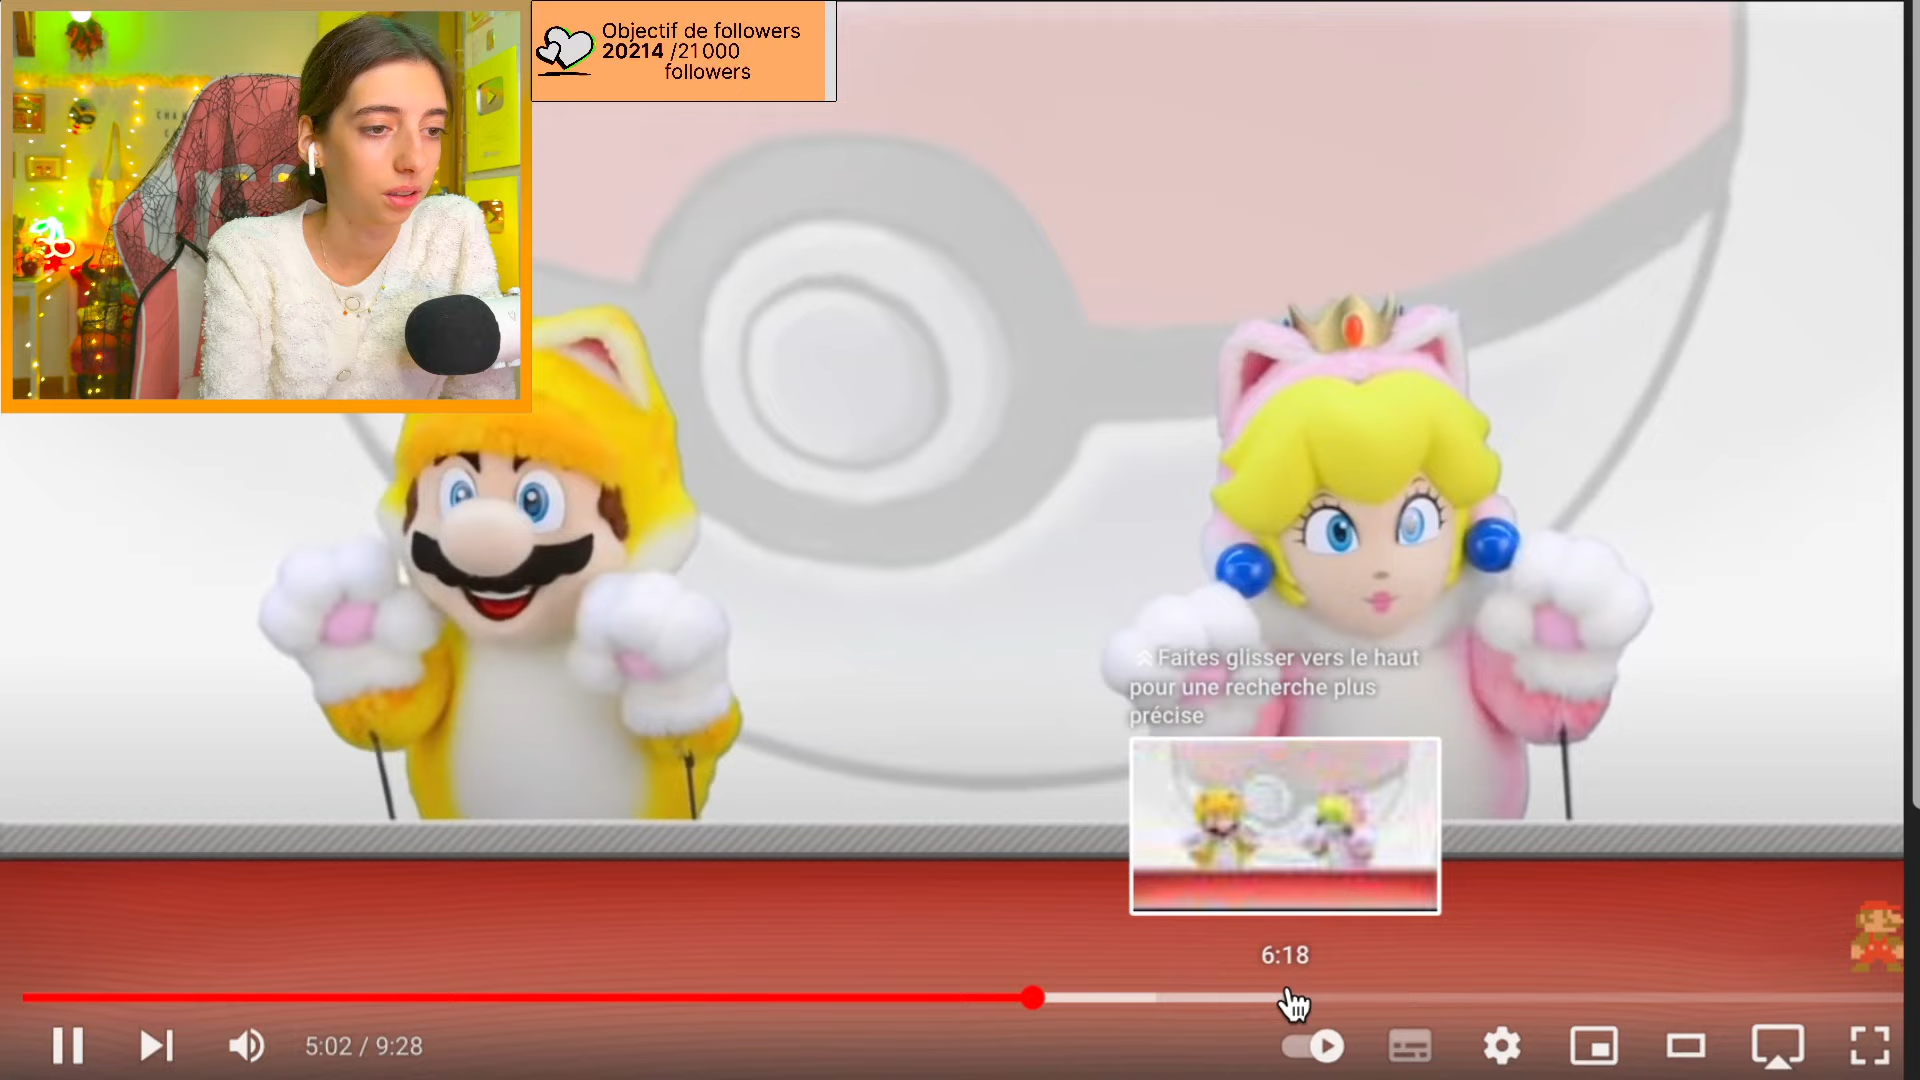 Objectif de followers
20214 /21000
followers
Faites glisser vers le haut
pour une recherche plus
précise
6:18
5:02 / 9:28